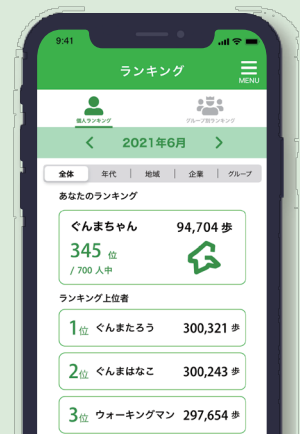 9:41
ランキング
MENU
個人ランキング
グループ別ランキング
2021年6月
全体 年代 地域 企業 グループ
あなたのランキング
ぐんまちゃん 94,704 歩
345 位
/ 700 人中
ランキング上位者
1位 ぐんまたろう 300,321 歩
2位 ぐんまはなこ 300,243 歩
3位 ウォーキングマン 297,654 歩